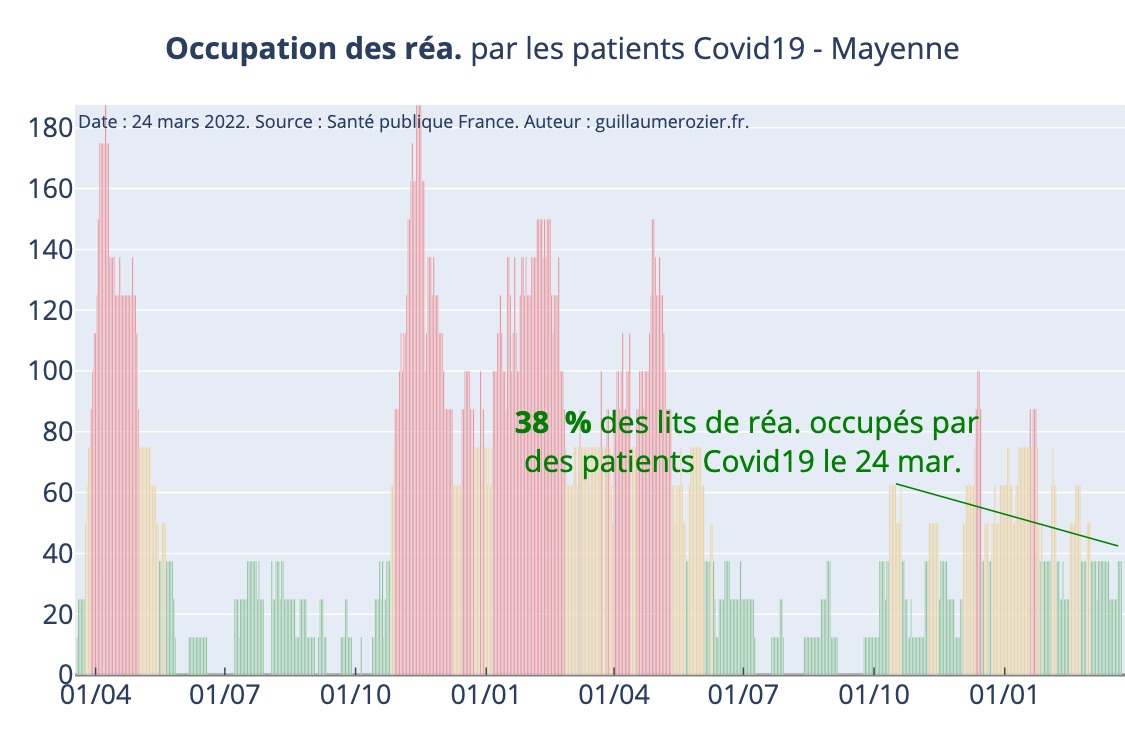 Occupation des réa. par les patients Covid19 - Mayenne
180
Date : 24 mars 2022. Source : Santé publique France. Auteur : guillaumerozier.fr.
160
140
120
100
80
38 % des lits de réa. occupés par
des patients Covid19 le 24 mar.
60
40
20
0
01/04 01/07 01/10 01/01 01/04 01/07 01/10 01/01